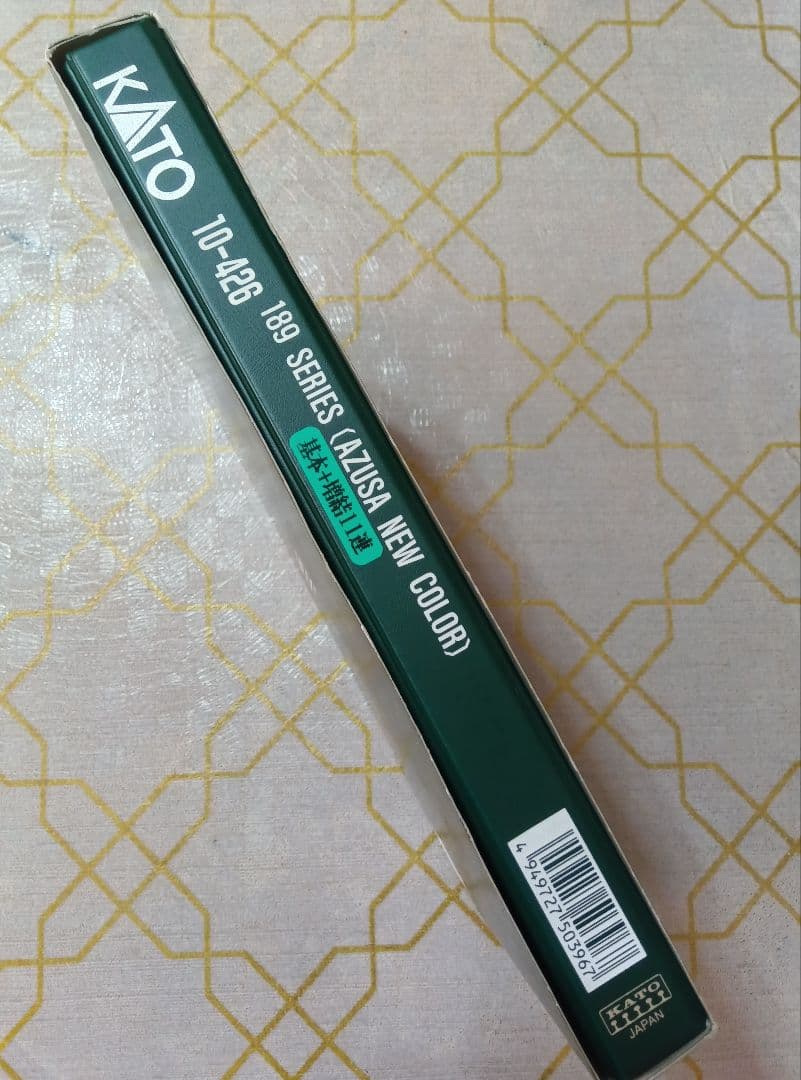 KATO
10-426 189 SERIES (AZUSA NEW COLOR)
基本+増結11連
4 949727 503967
KATO
JAPAN